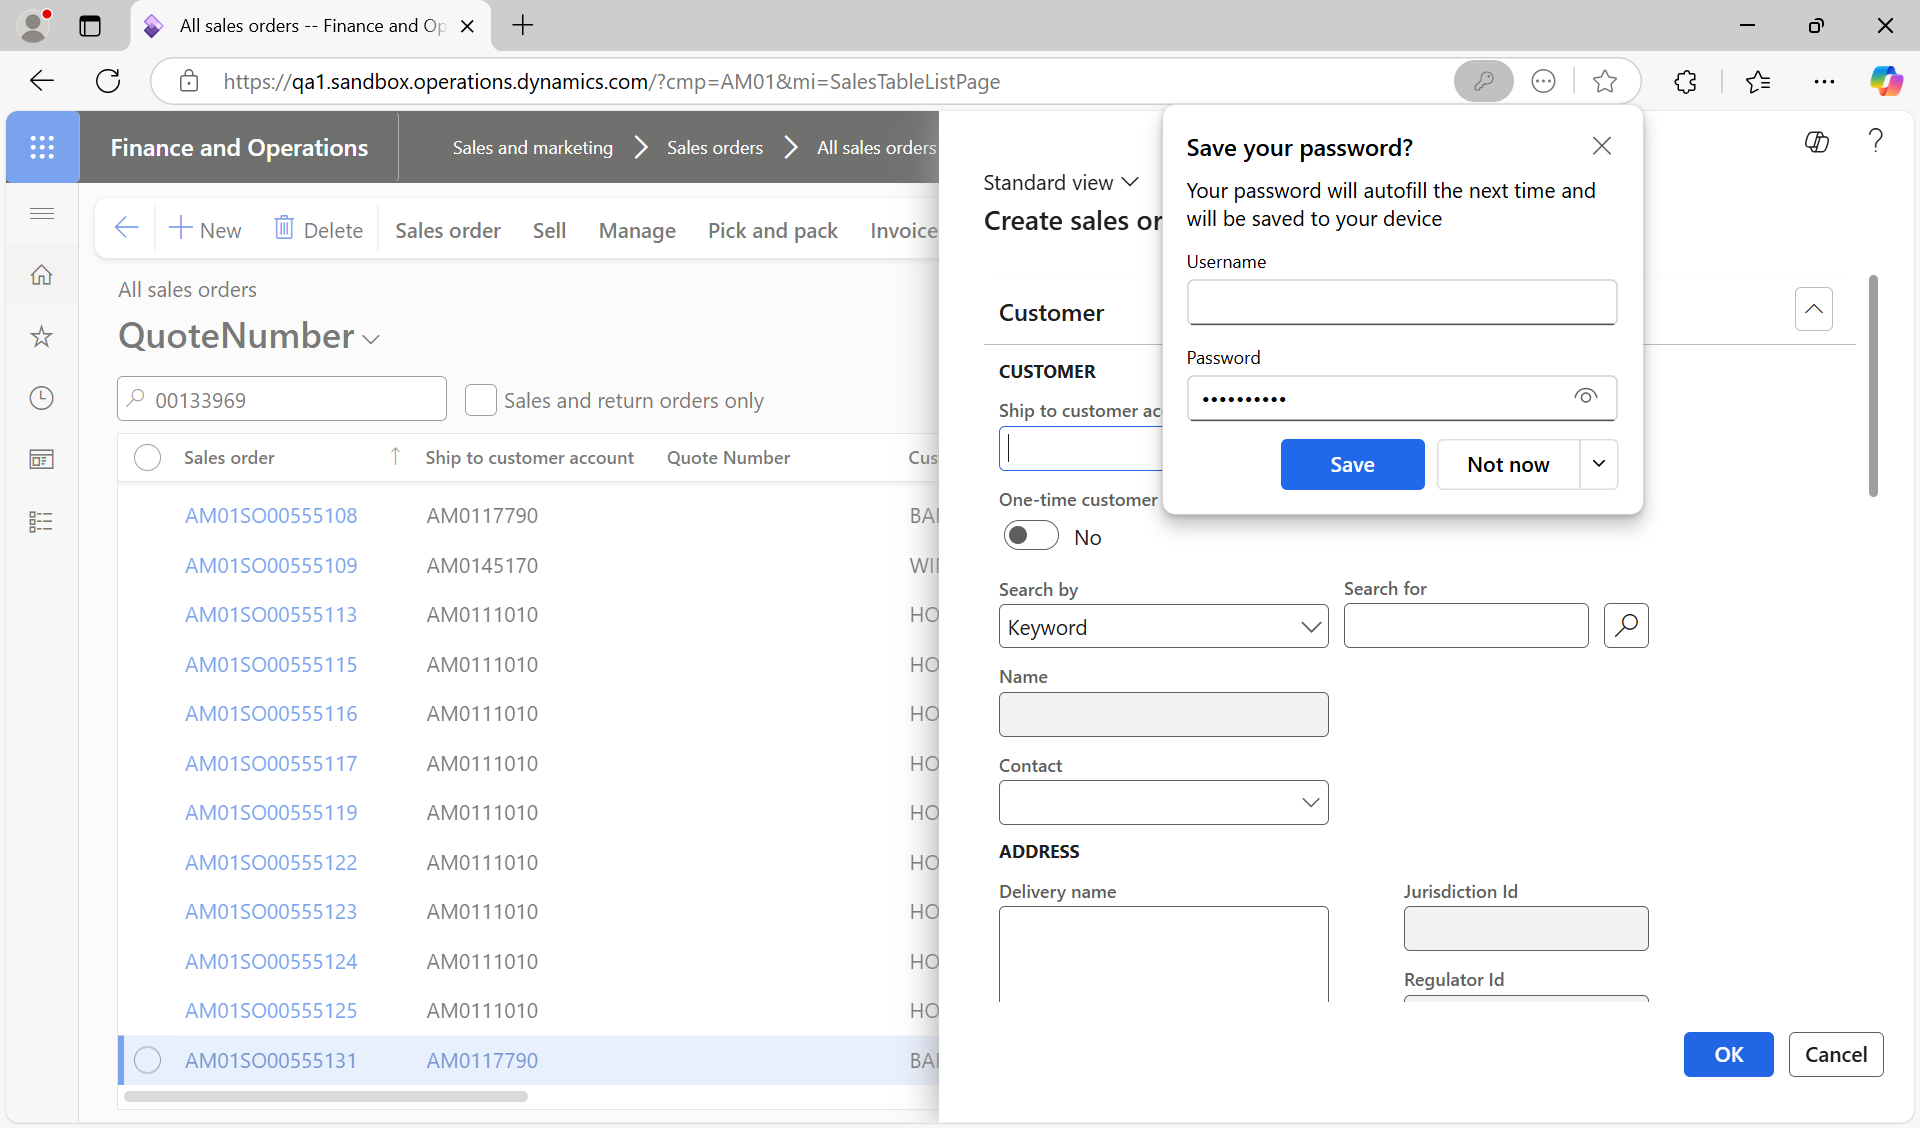 All sales orders -- Finance and Op
https://qa1.sandbox.operations.dynamics.com/?cmp=AM01&mi=SalesTableListPage
Finance and Operations
Sales and marketing
Sales orders
All sales orders
New
Delete
Sales order
Sell
Manage
Pick and pack
Invoice
All sales orders
QuoteNumber
00133969
Sales and return orders only
Sales order
Ship to customer account
Quote Number
Cus
AM01SO00555108 AM0117790 BAI
AM01SO00555109 AM0145170 WII
AM01SO00555113 AM0111010 HO
AM01SO00555115 AM0111010 HO
AM01SO00555116 AM0111010 HO
AM01SO00555117 AM0111010 HO
AM01SO00555119 AM0111010 HO
AM01SO00555122 AM0111010 HO
AM01SO00555123 AM0111010 HO
AM01SO00555124 AM0111010 HO
AM01SO00555125 AM0111010 HO
AM01SO00555131 AM0117790 BAI
Standard view
Create sales or
Customer
CUSTOMER
Ship to customer ac
One-time customer
No
Search by
Keyword
Search for
Name
Contact
ADDRESS
Delivery name
Jurisdiction Id
Regulator Id
OK
Cancel
Save your password?
Your password will autofill the next time and
will be saved to your device
Username
Password
••••••••••
Save
Not now